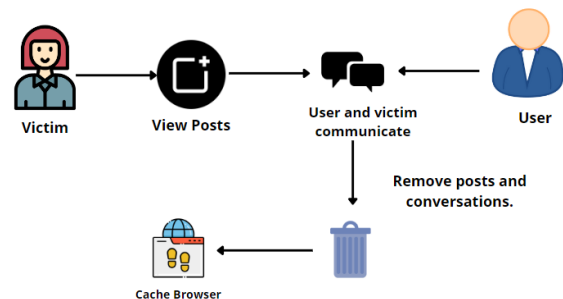 Victim
View Posts
User and victim
communicate
User
Remove posts and
conversations.
Cache Browser